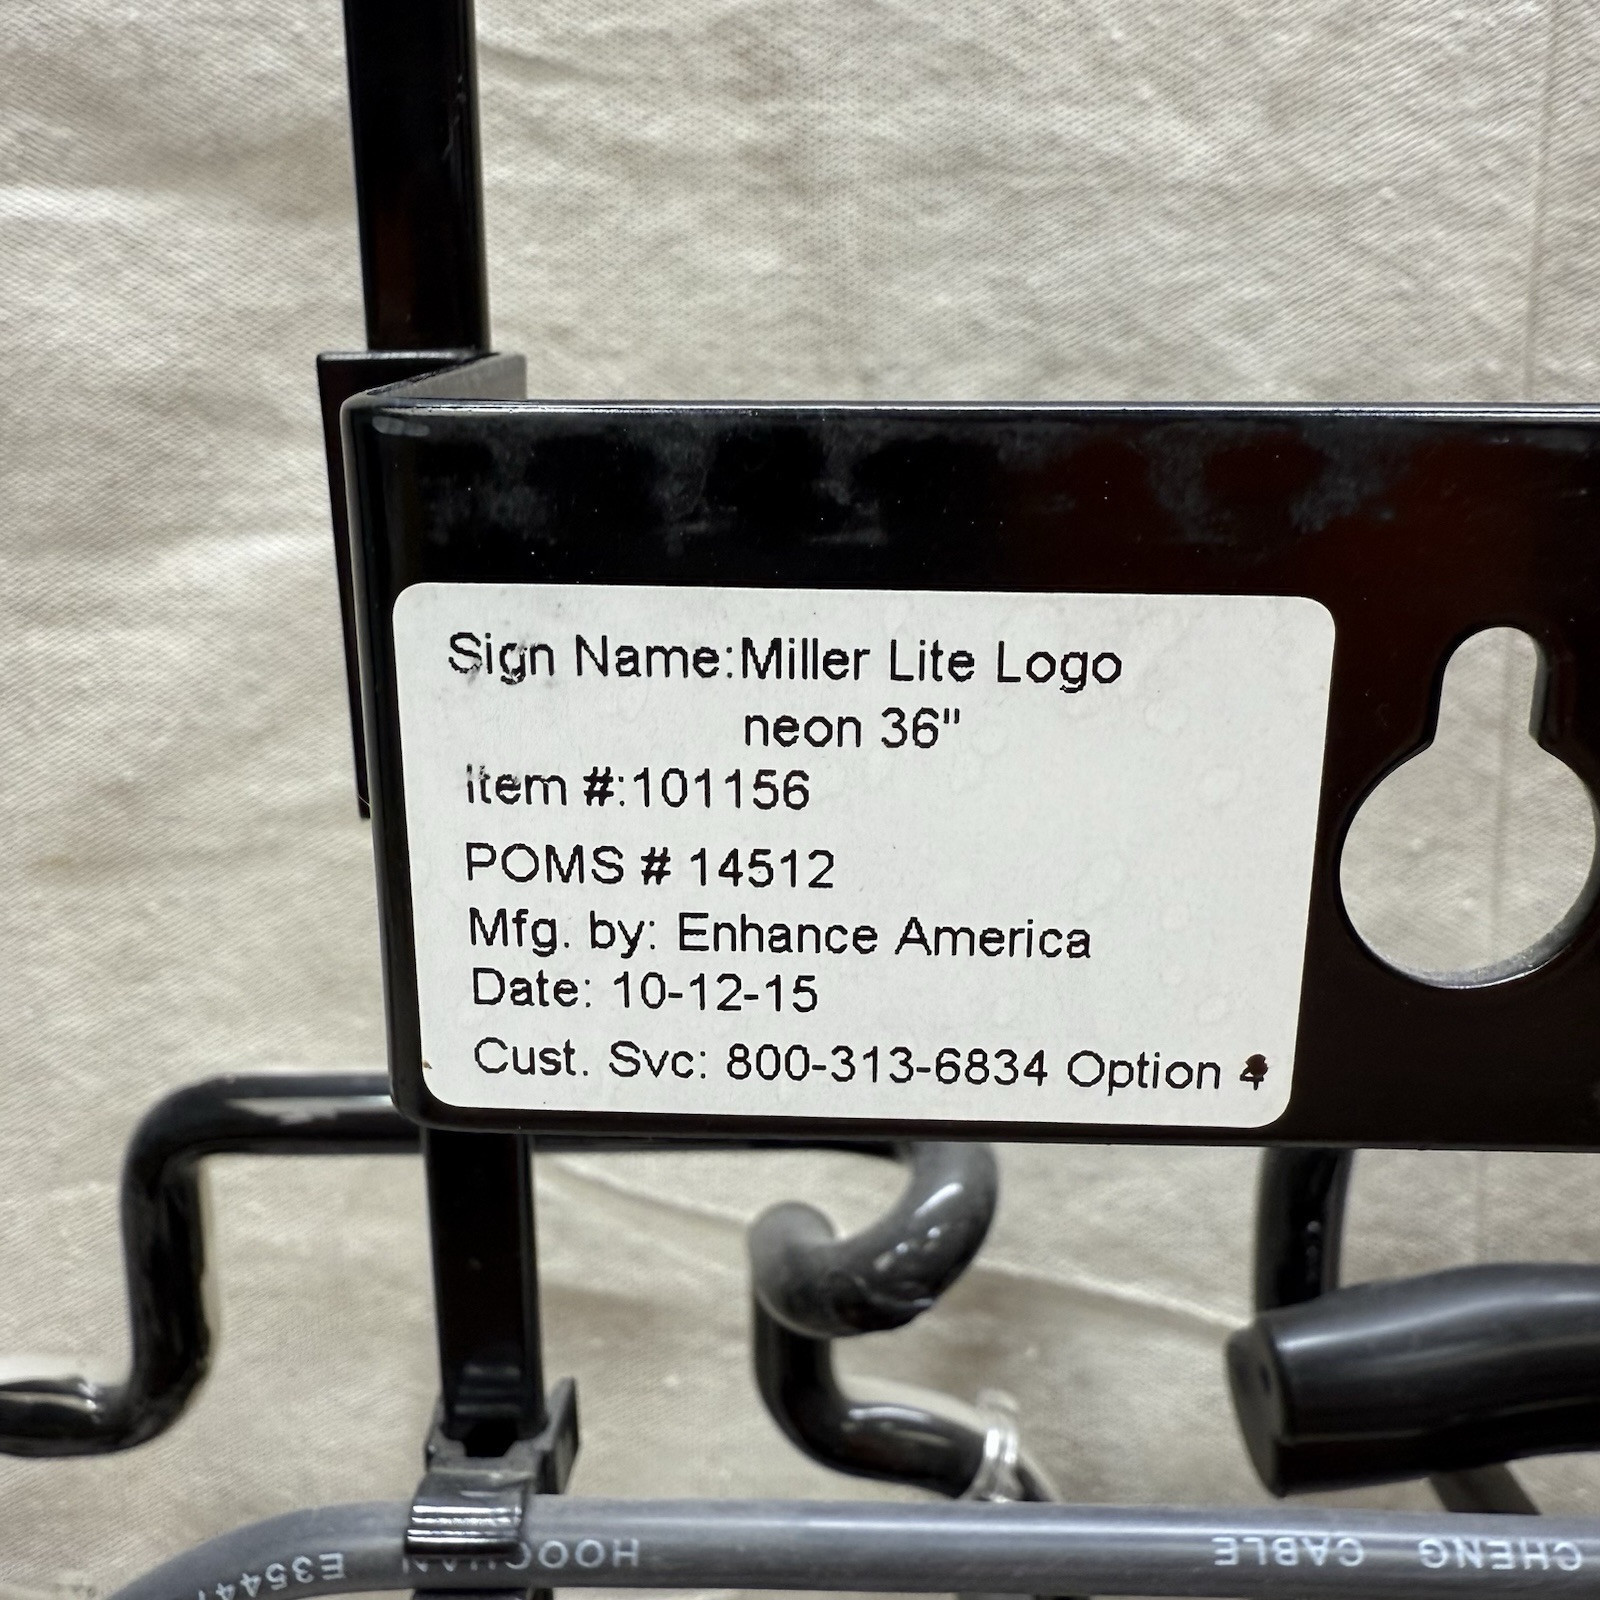 Sign Name:Miller Lite Logo
neon 36"
Item #:101156
POMS # 14512
Mfg. by: Enhance America
Date: 10-12-15
Cust. Svc: 800-313-6834 Option 4
CHENG CABLE HOOCHAN